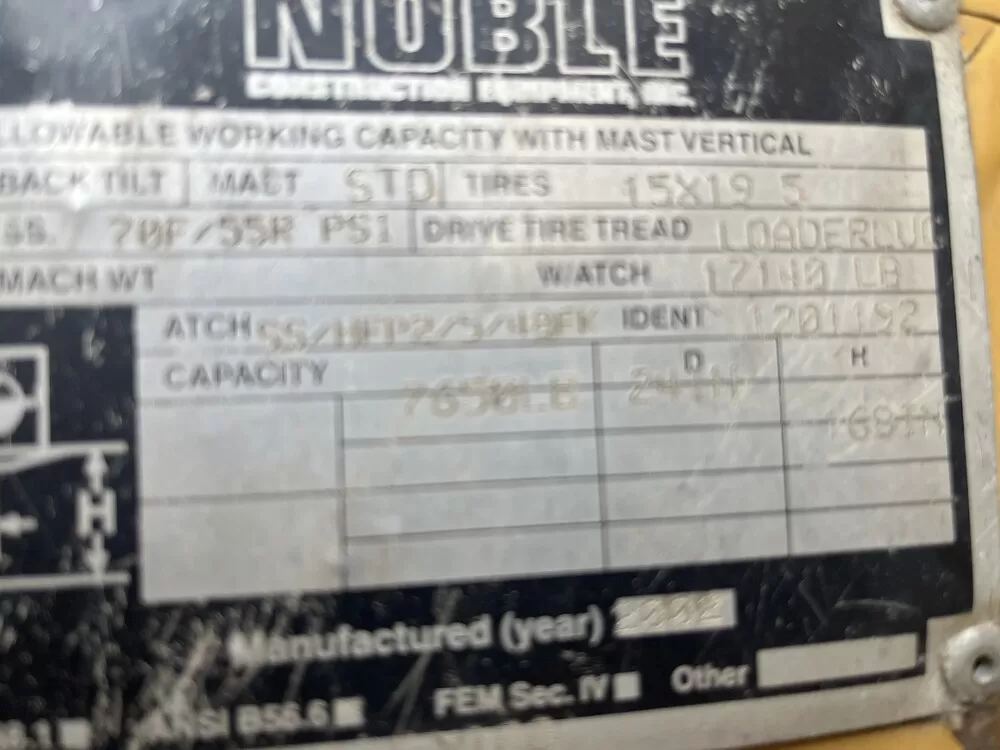 NOBLE
CONSTRUCTION EQUIPMENT, INC.
LLOWABLE WORKING CAPACITY WITH MAST VERTICAL
BACK TILT MAST STD TIRES 15X19.5
SS. 70F/55R PSI DRIVE TIRE TREAD LOADERLUG
MACH WT W/ATCH 17140 LB
ATCH IDENT 1201192
CAPACITY 7650LB D 24IN H 168IN
H
Manufactured (year)
ANSI B56.6 FEM Sec. IV Other